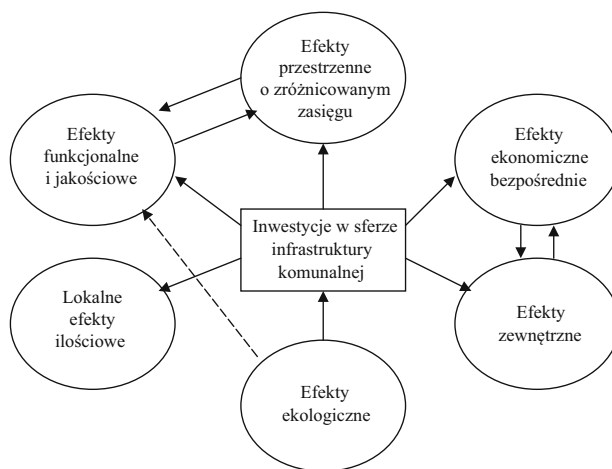 Efekty
przestrzenne
o zróżnicowanym
zasięgu
Efekty
funkcjonalne
i jakościowe
Efekty
ekonomiczne
bezpośrednie
Inwestycje w sferze
infrastruktury
komunalnej
Lokalne
efekty
ilościowe
Efekty
zewnętrzne
Efekty
ekologiczne